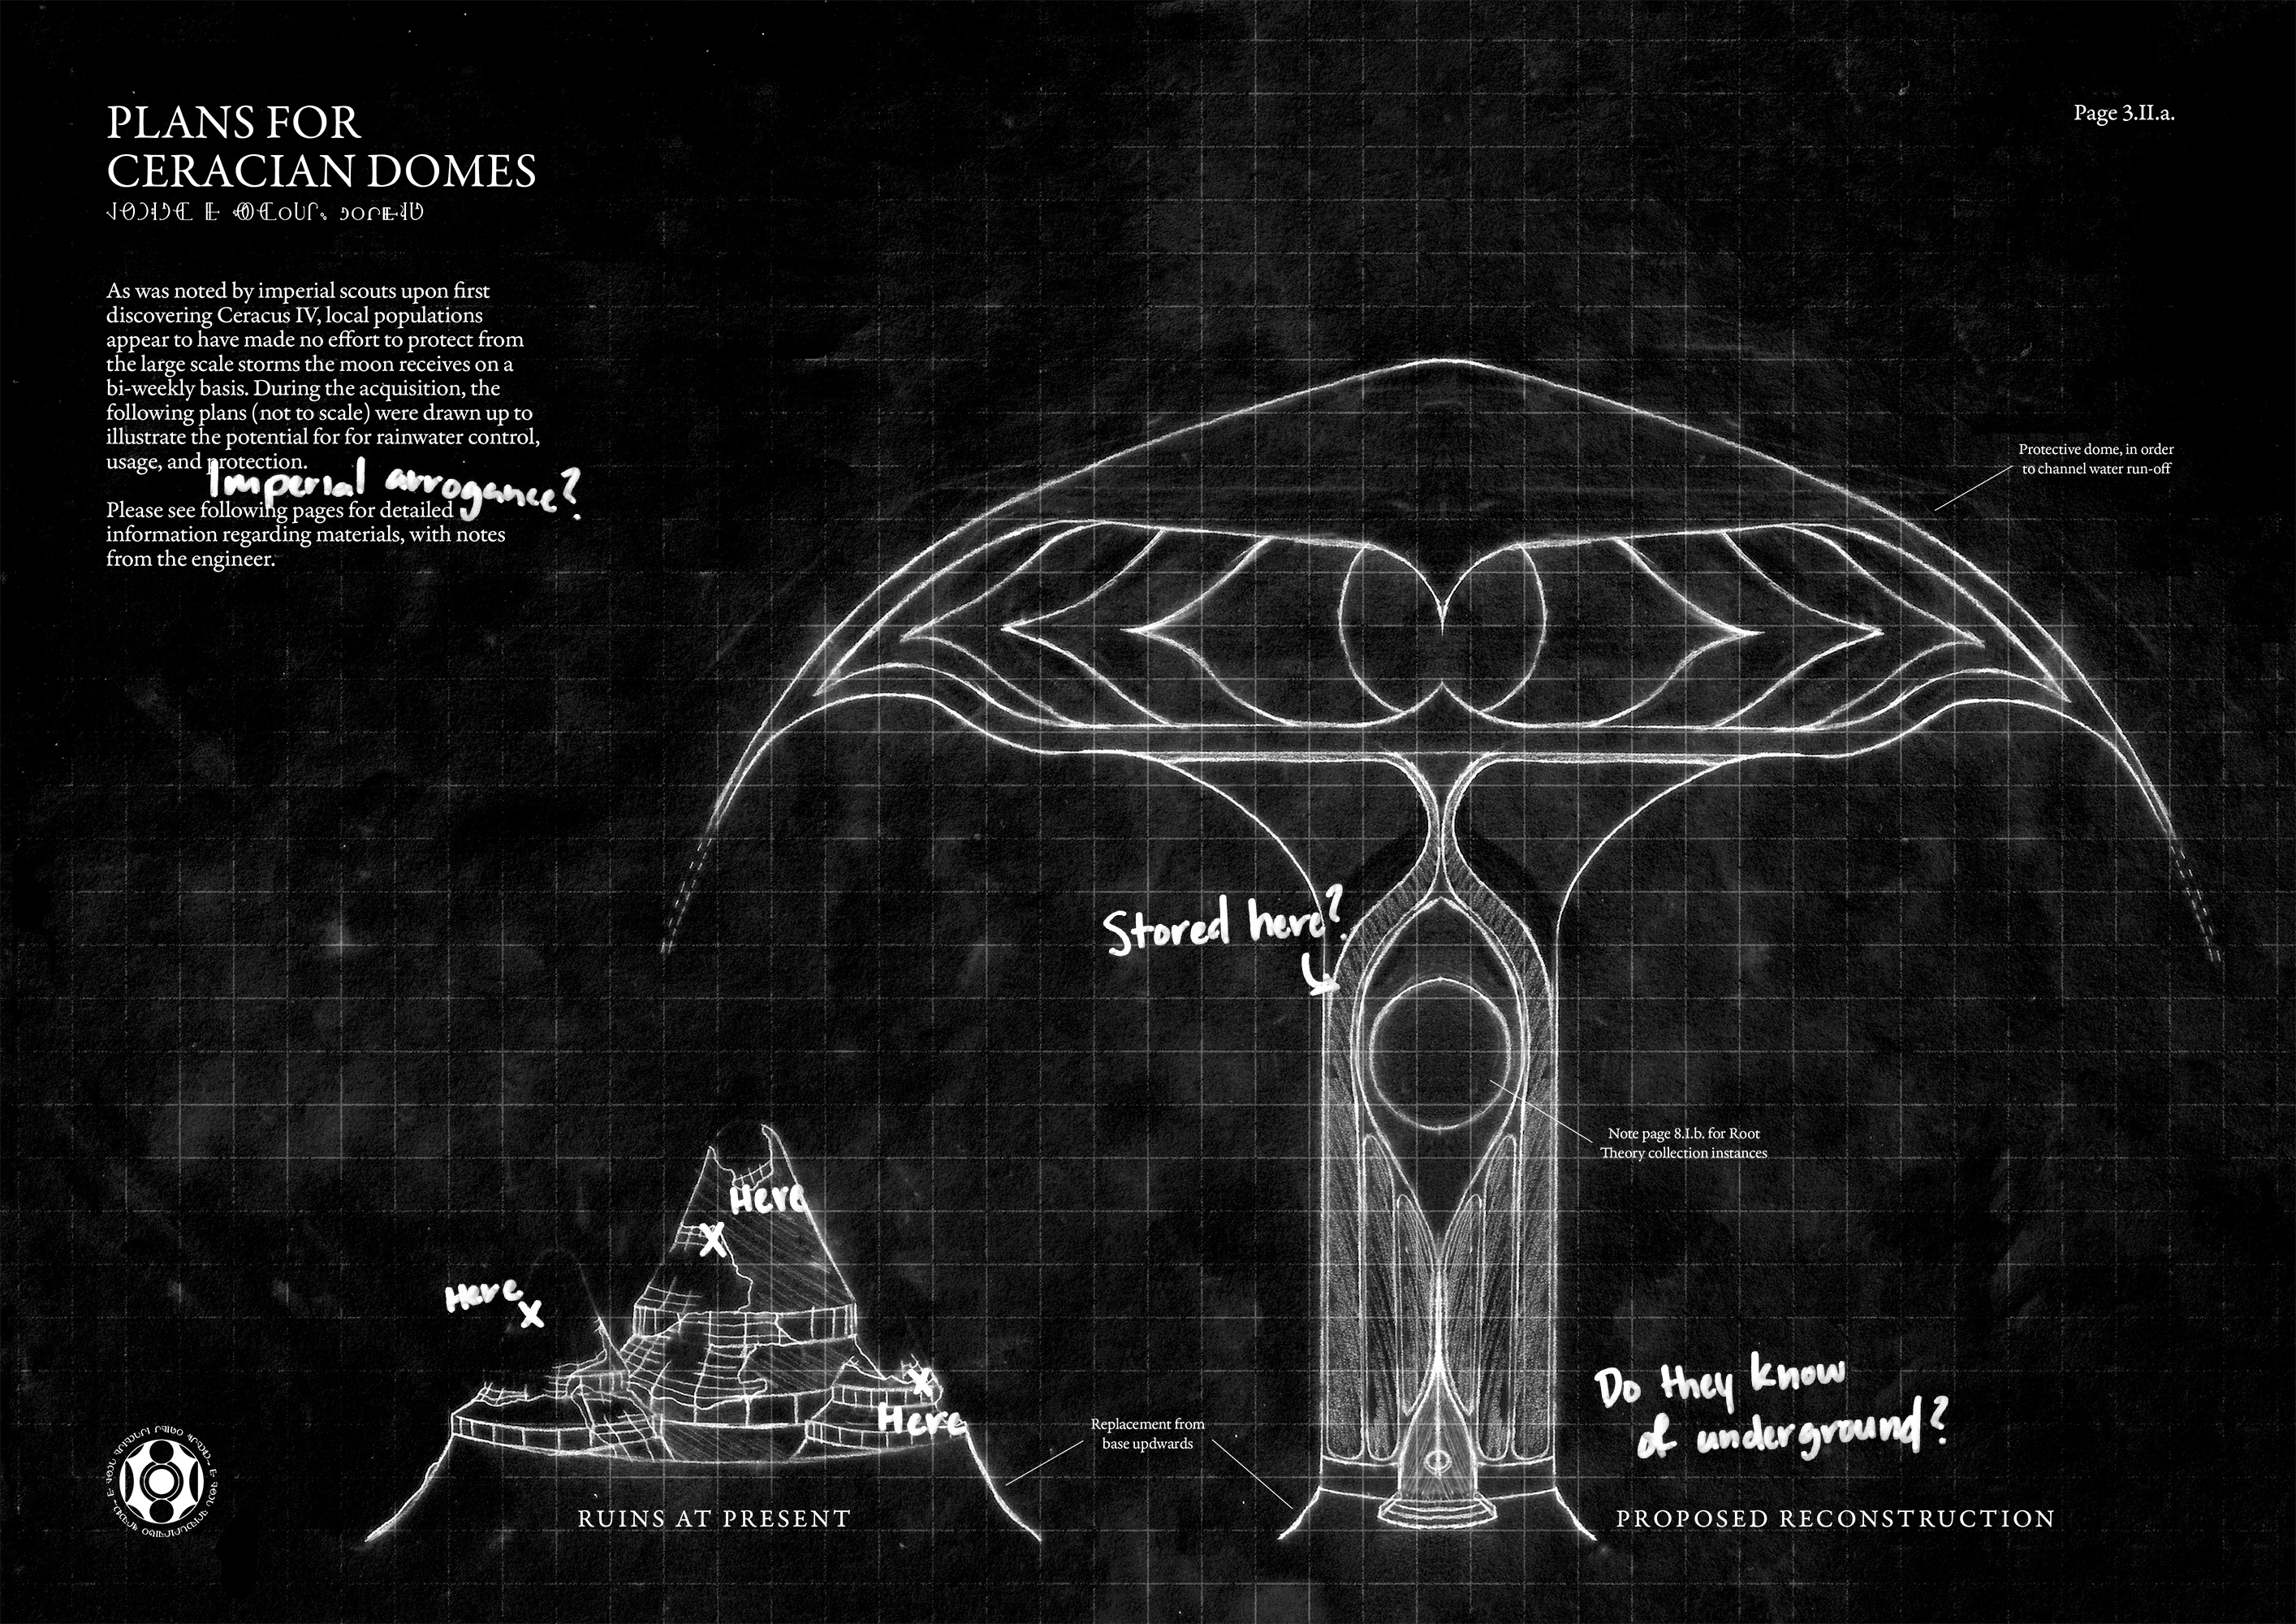 PLANS FOR
CERACIAN DOMES
Page 3.II.a.
As was noted by imperial scouts upon first
discovering Ceracus IV, local populations
appear to have made no effort to protect from
the large scale storms the moon receives on a
bi-weekly basis. During the acquisition, the
following plans (not to scale) were drawn up to
illustrate the potential for for rainwater control,
usage, and protection.
Imperial arrogance?
Please see following pages for detailed
information regarding materials, with notes
from the engineer.
Protective dome, in order
to channel water run-off
Stored here?
Note page 8.I.b. for Root
Theory collection instances
Here
X
Here
X
X
Here
Replacement from
base updwards
Do they know
of underground?
RUINS AT PRESENT
PROPOSED RECONSTRUCTION